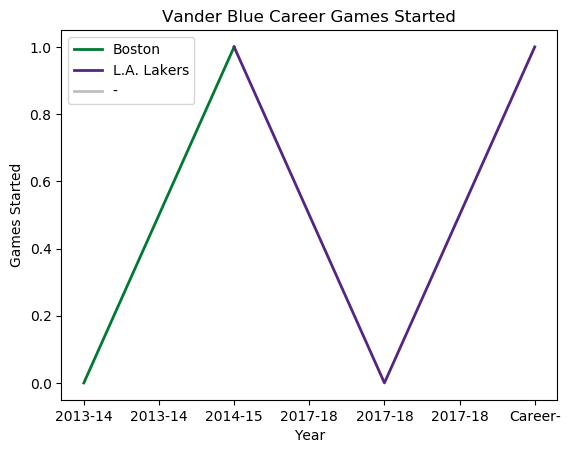 Vander Blue Career Games Started
Boston
L.A. Lakers
-
1.0
0.8
0.6
0.4
0.2
0.0
Games Started
2013-14 2013-14 2014-15 2017-18 2017-18 2017-18 Career-
Year